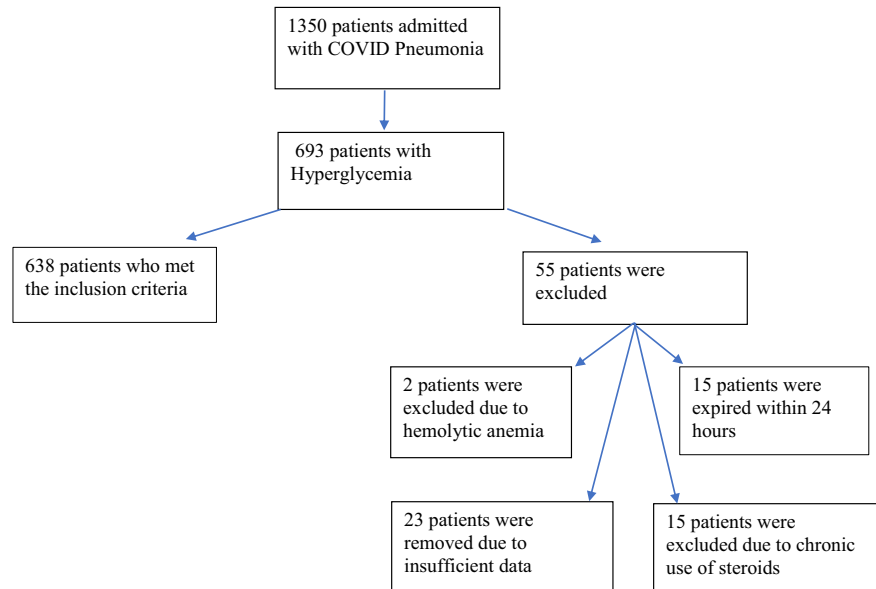 1350 patients admitted
with COVID Pneumonia
693 patients with
Hyperglycemia
638 patients who met
the inclusion criteria
55 patients were
excluded
2 patients were
excluded due to
hemolytic anemia
15 patients were
expired within 24
hours
23 patients were
removed due to
insufficient data
15 patients were
excluded due to chronic
use of steroids